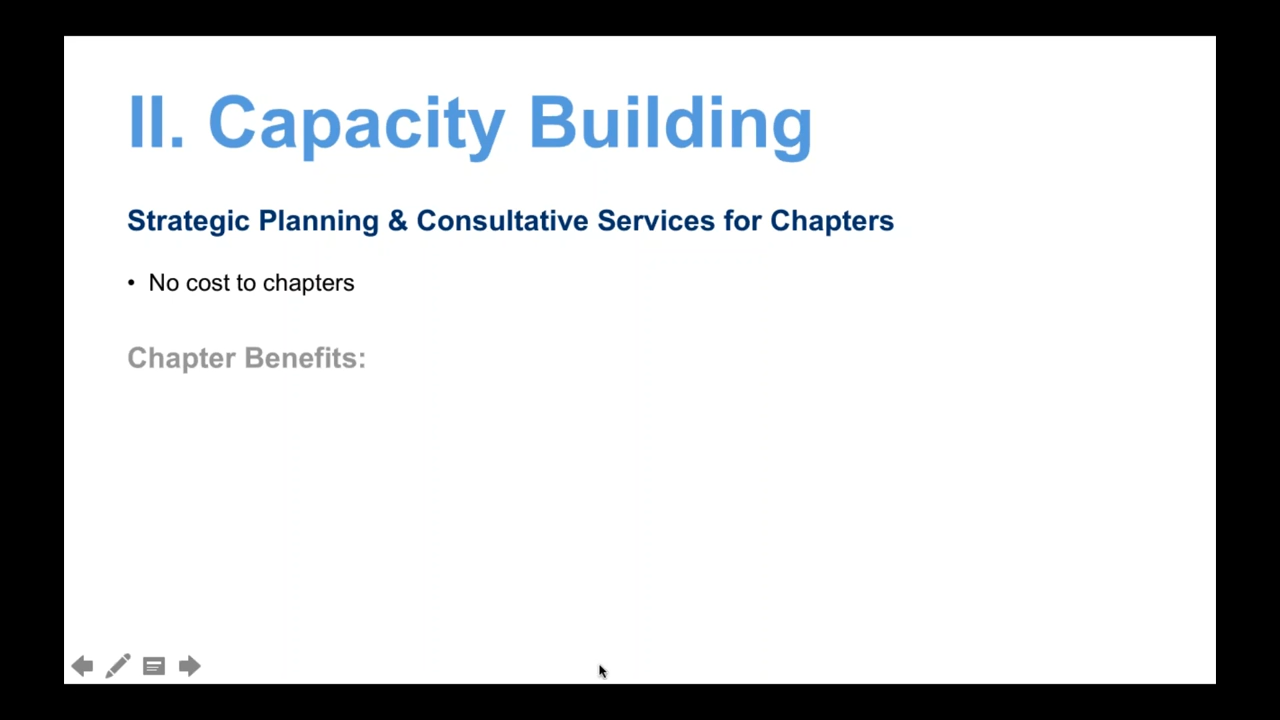 II. Capacity Building
Strategic Planning & Consultative Services for Chapters
• No cost to chapters
Chapter Benefits: